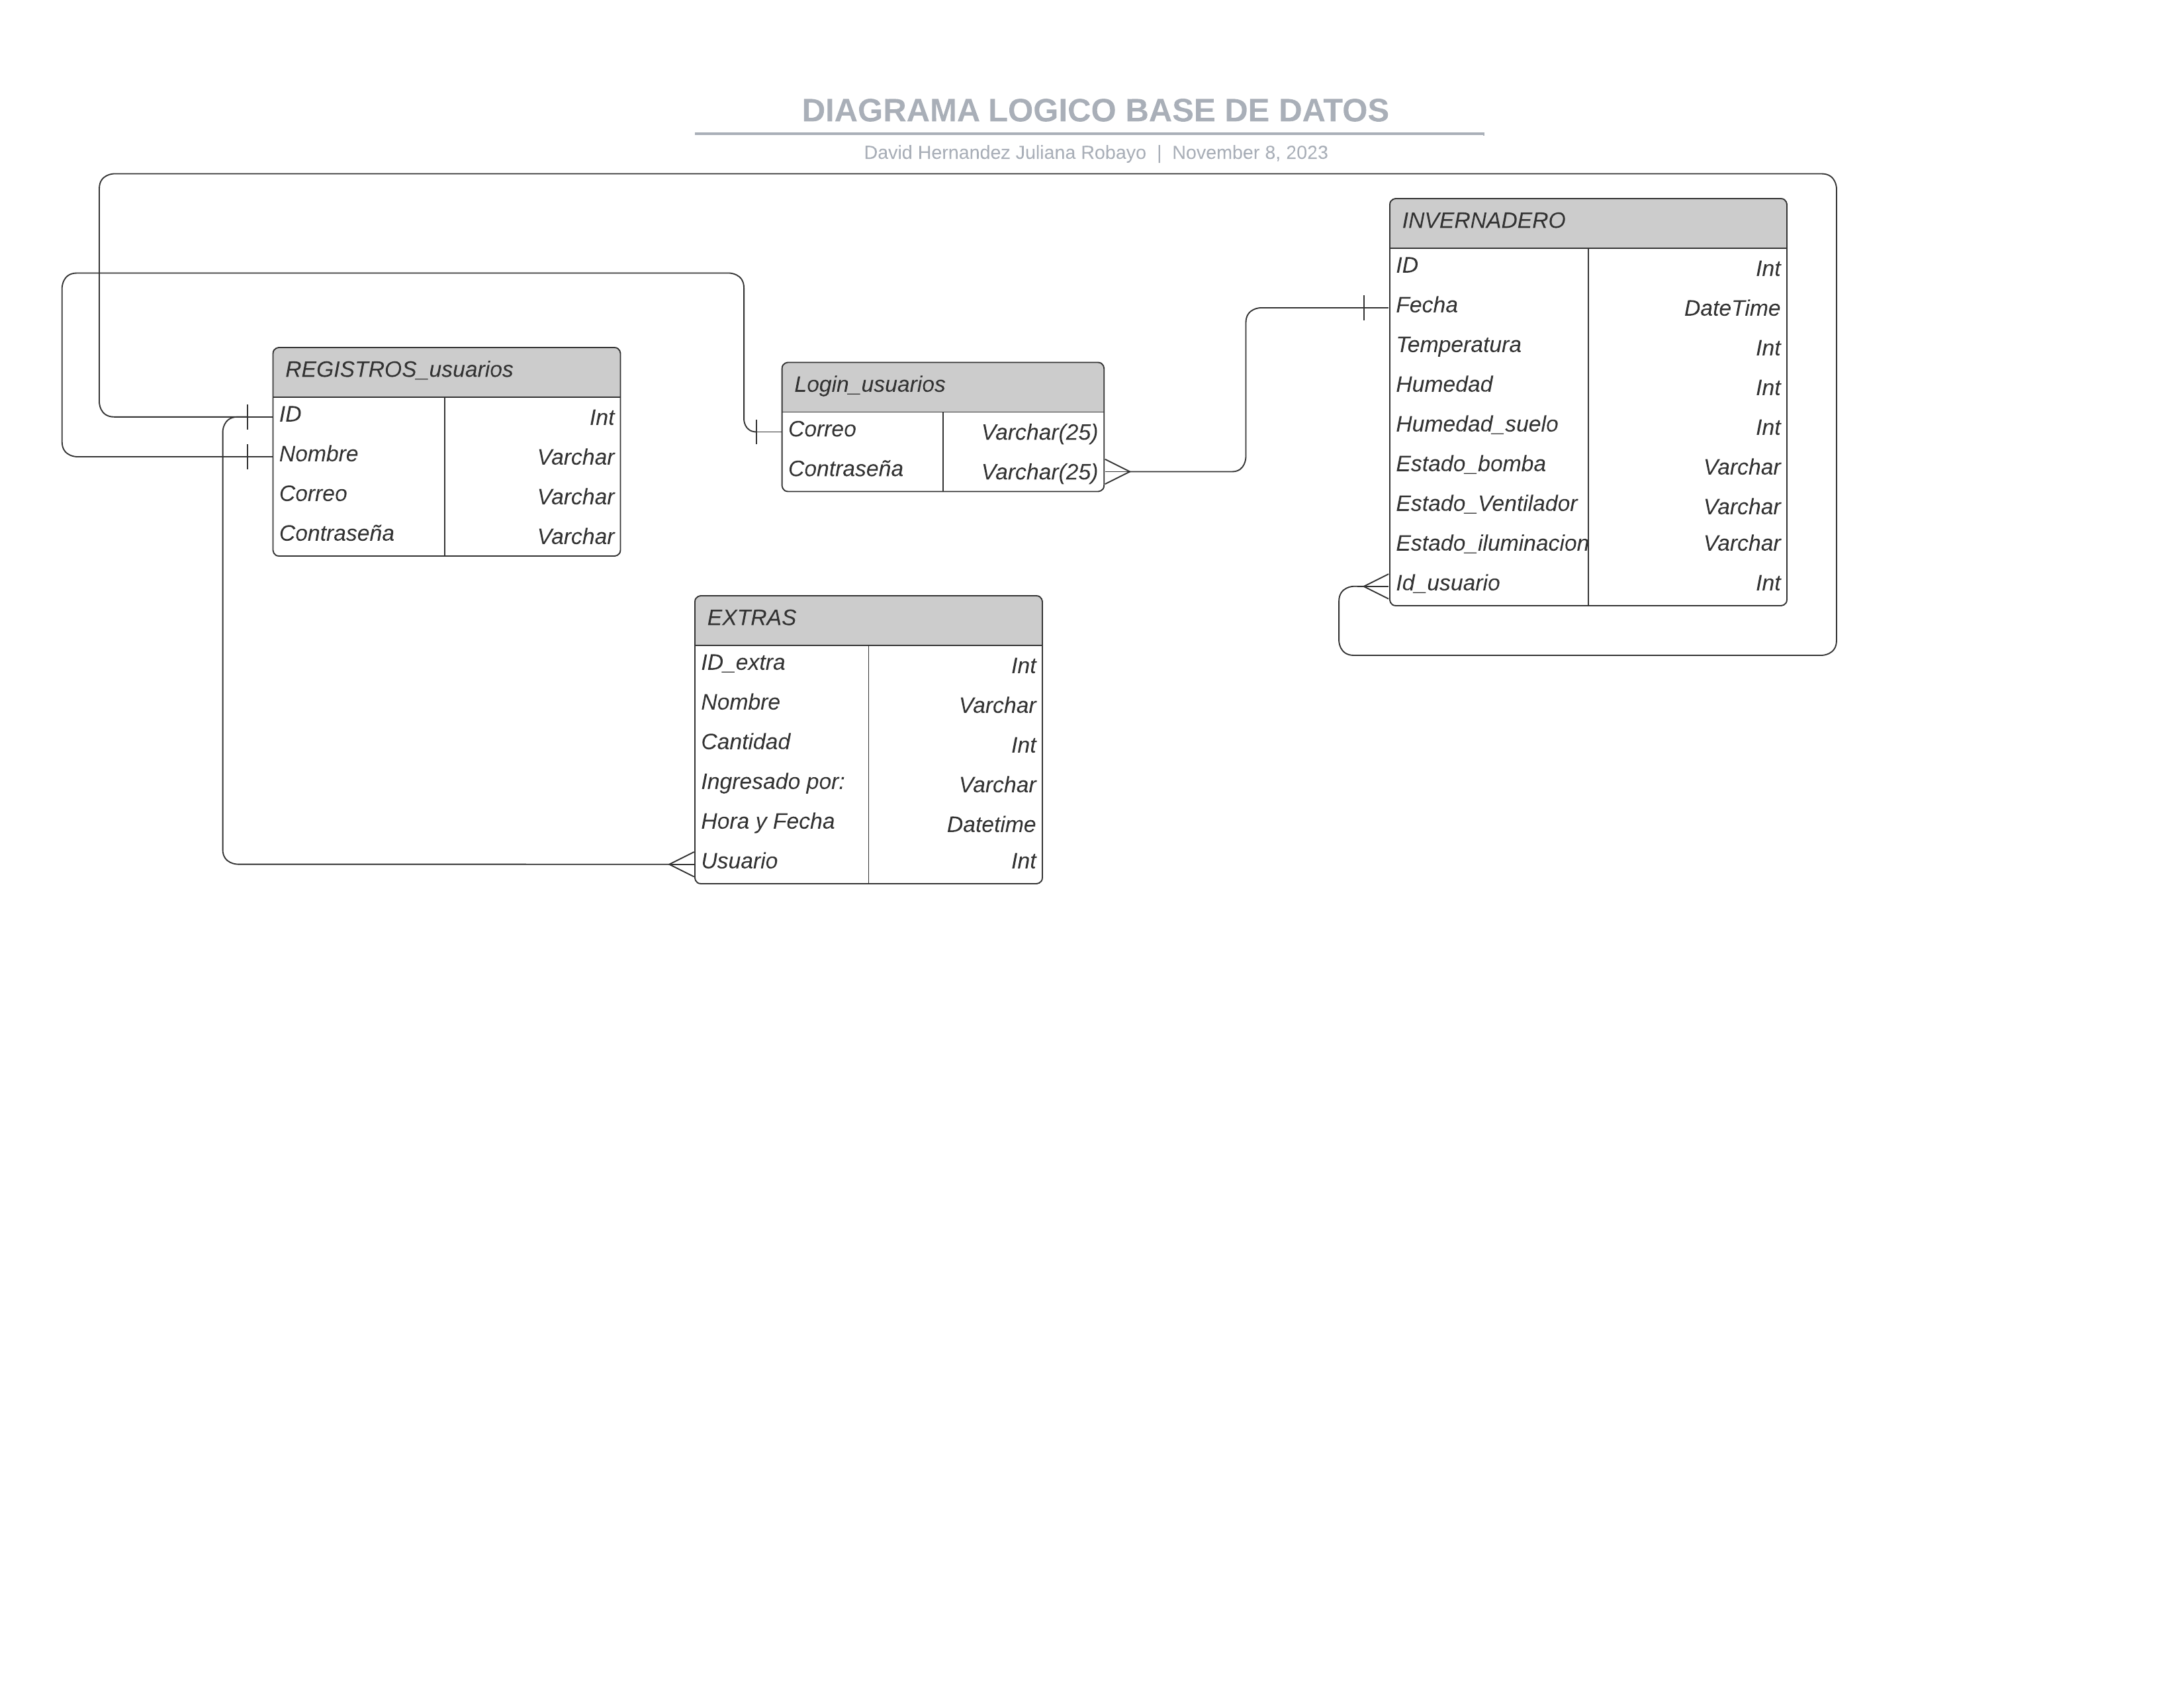 DIAGRAMA LOGICO BASE DE DATOS
David Hernandez Juliana Robayo | November 8, 2023
REGISTROS_usuarios
ID Int
Nombre Varchar
Correo Varchar
Contraseña Varchar
Login_usuarios
Correo Varchar(25)
Contraseña Varchar(25)
INVERNADERO
ID Int
Fecha DateTime
Temperatura Int
Humedad Int
Humedad_suelo Int
Estado_bomba Varchar
Estado_Ventilador Varchar
Estado_iluminacion Varchar
Id_usuario Int
EXTRAS
ID_extra Int
Nombre Varchar
Cantidad Int
Ingresado por: Varchar
Hora y Fecha Datetime
Usuario Int